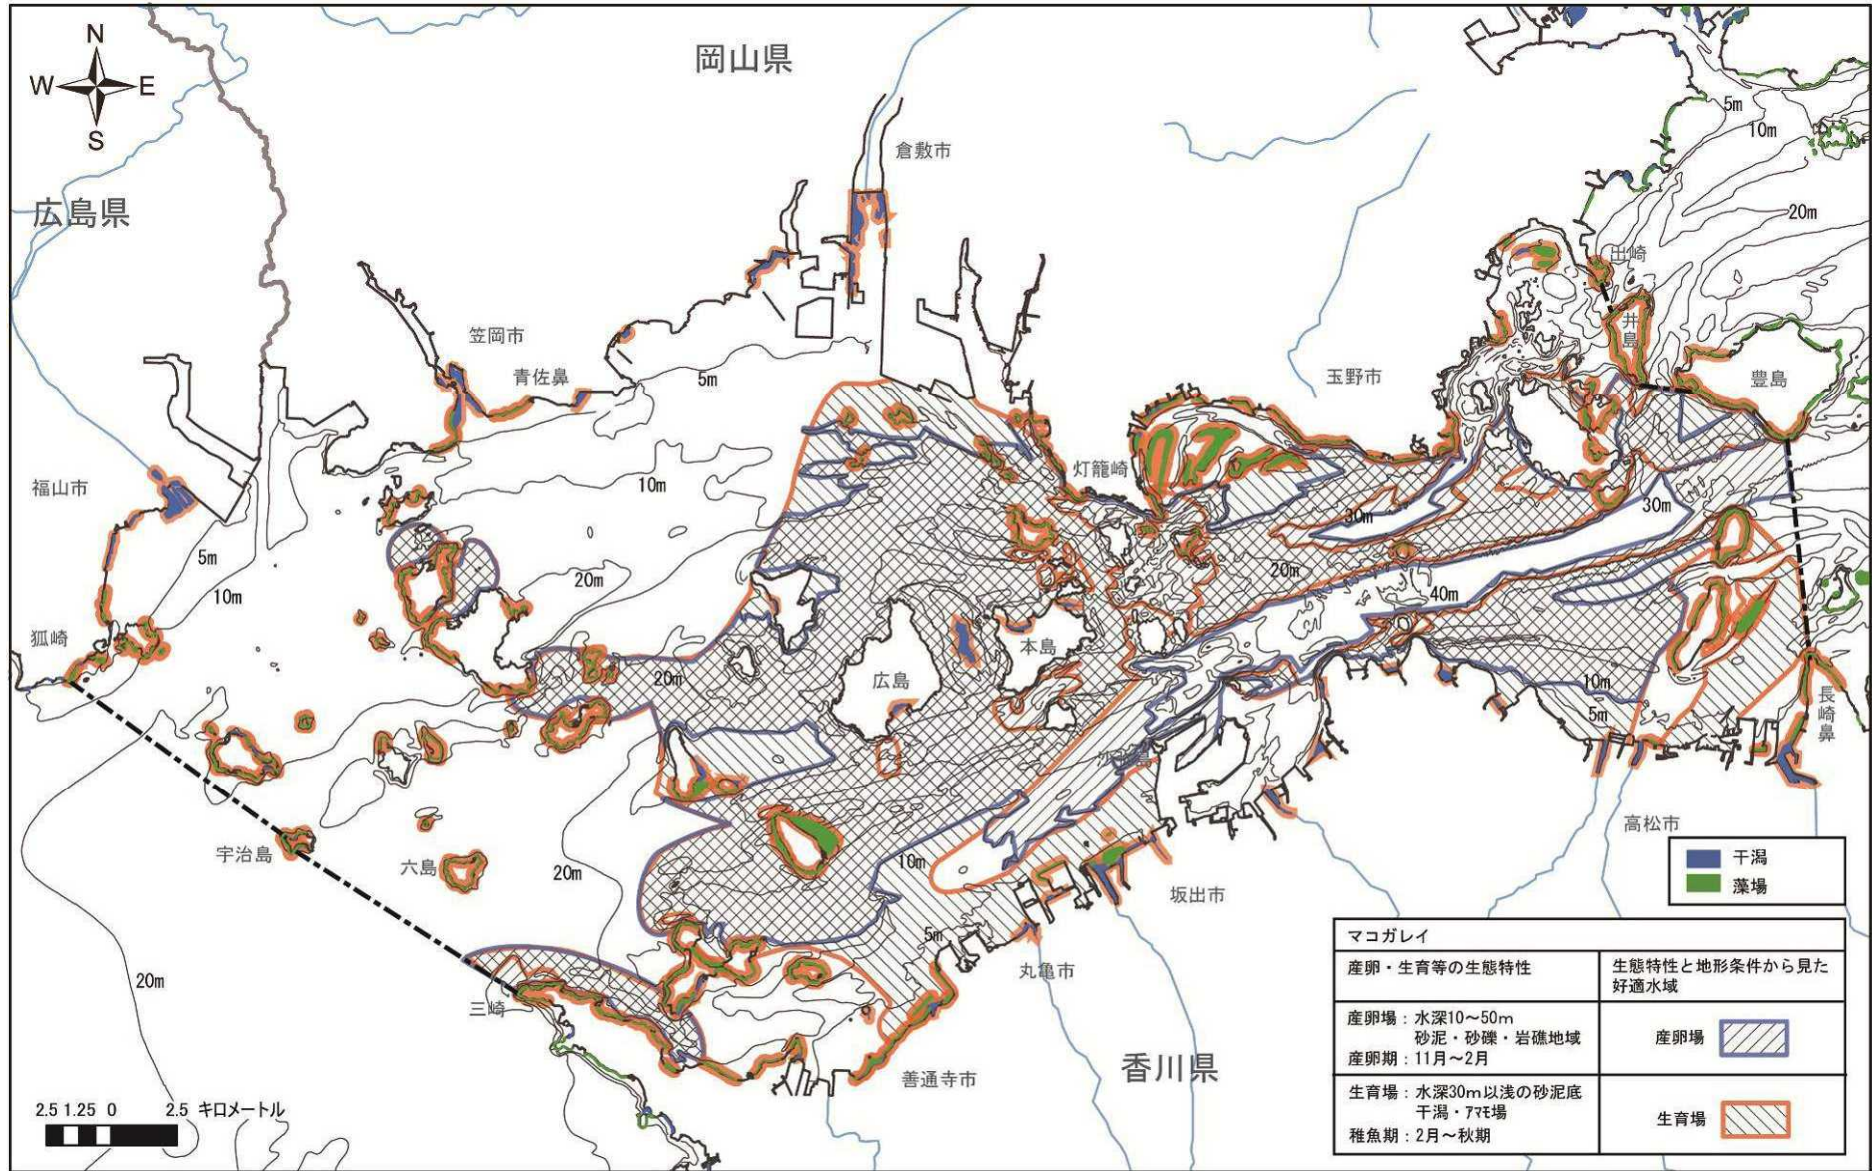 N
W E
S
岡山県
広島県
倉敷市
5m
10m
20m
出崎
井島
豊島
笠岡市
青佐鼻
5m
玉野市
福山市
10m
灯籠崎
30m
30m
5m
20m
20m
10m
40m
狐崎
本島
20m
広島
10m
5m
長崎鼻
高松市
宇治島
六島
20m
10m
坂出市
5m
丸亀市
20m
三崎
善通寺市
香川県
2.5 1.25 0 2.5 キロメートル
干潟
藻場
マコガレイ
産卵・生育等の生態特性
生態特性と地形条件から見た
好適水域
産卵場:水深10~50m
砂泥・砂礫・岩礁地域
産卵期:11月~2月
産卵場
生育場:水深30m以浅の砂泥底
干潟・アマモ場
稚魚期:2月~秋期
生育場